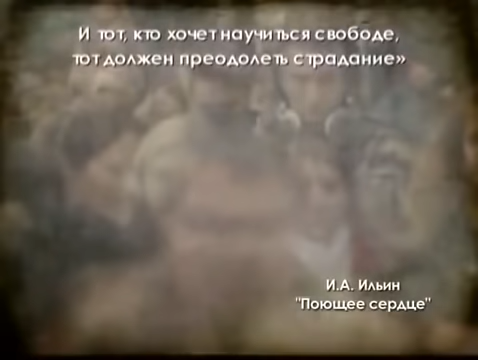 И тот, кто хочет научиться свободе,
тот должен преодолеть страдание»
И.А. Ильин
"Поющее сердце"